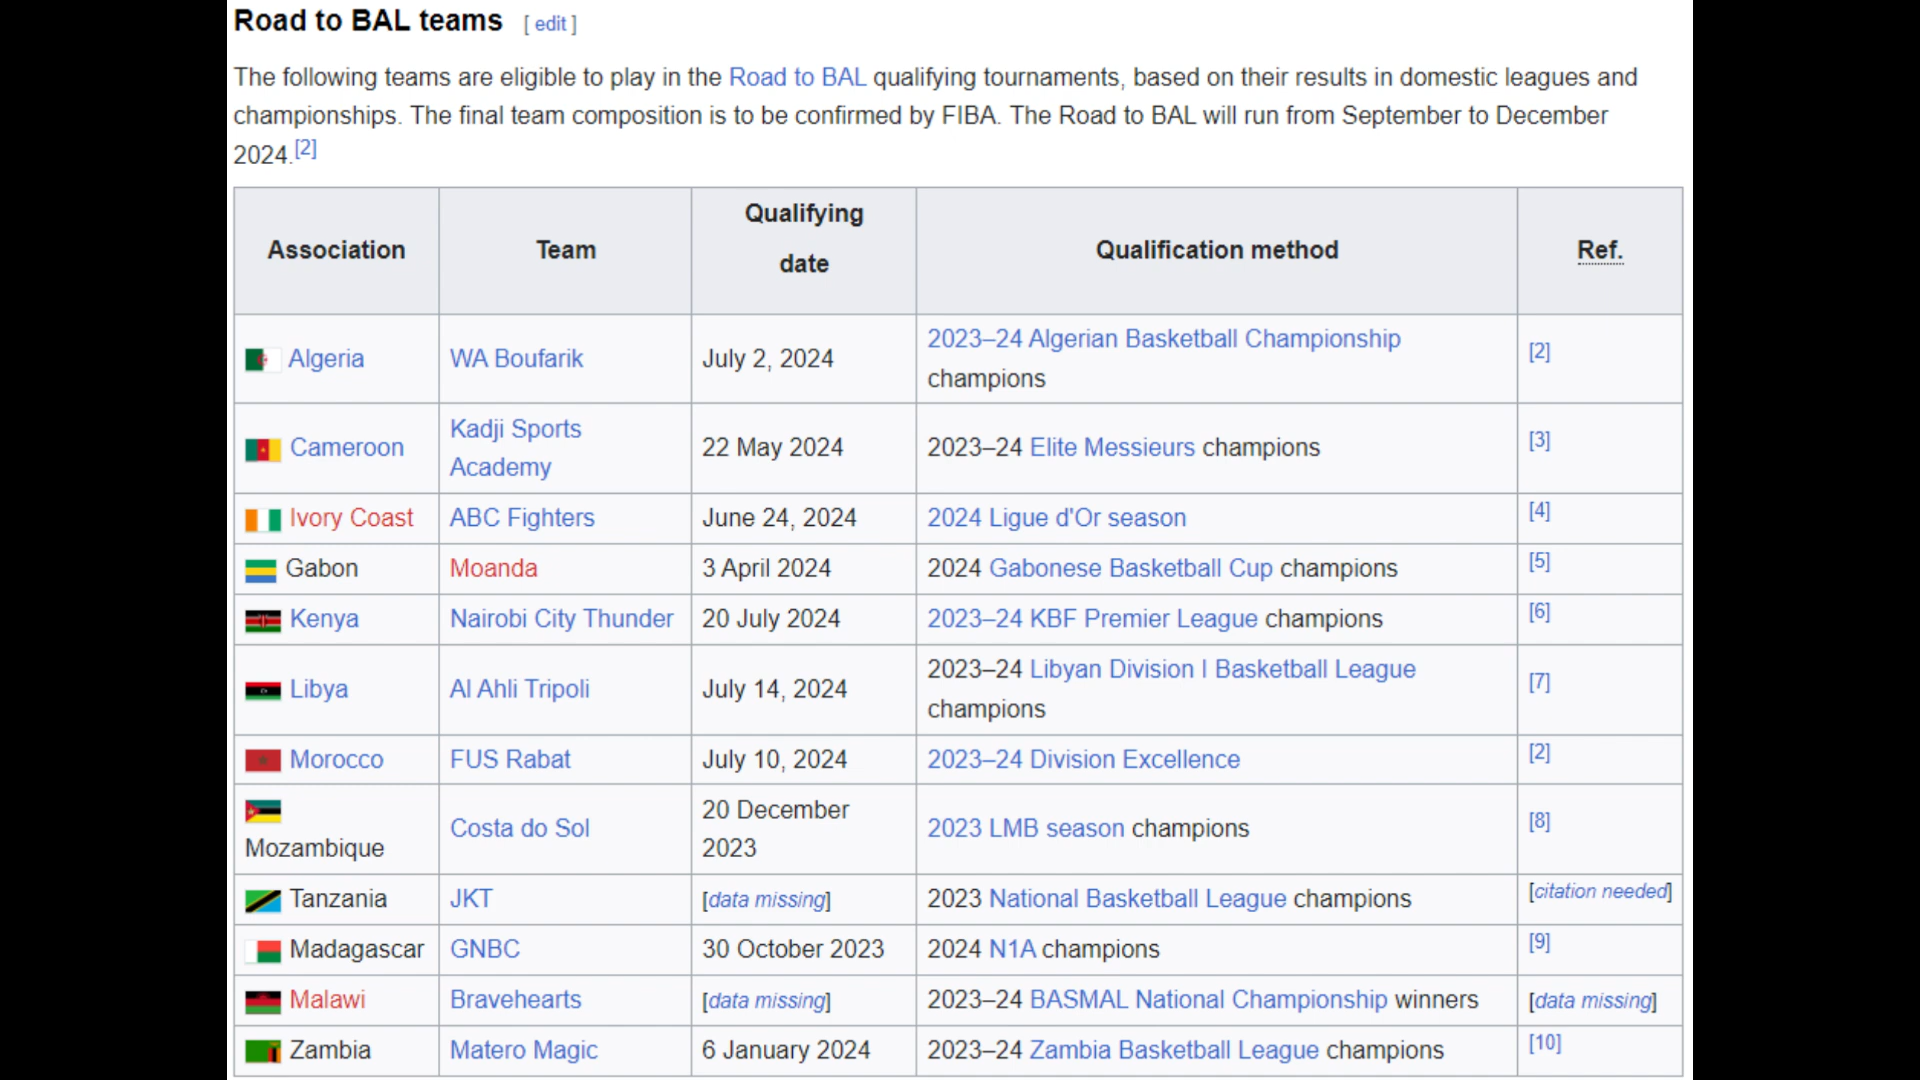 Road to BAL teams [ edit ]
The following teams are eligible to play in the Road to BAL qualifying tournaments, based on their results in domestic leagues and
championships. The final team composition is to be confirmed by FIBA. The Road to BAL will run from September to December
2024.[2]
Association Team Qualifying date Qualification method Ref.
Algeria WA Boufarik July 2, 2024 2023–24 Algerian Basketball Championship champions [2]
Cameroon Kadji Sports Academy 22 May 2024 2023–24 Elite Messieurs champions [3]
Ivory Coast ABC Fighters June 24, 2024 2024 Ligue d'Or season [4]
Gabon Moanda 3 April 2024 2024 Gabonese Basketball Cup champions [5]
Kenya Nairobi City Thunder 20 July 2024 2023–24 KBF Premier League champions [6]
Libya Al Ahli Tripoli July 14, 2024 2023–24 Libyan Division I Basketball League champions [7]
Morocco FUS Rabat July 10, 2024 2023–24 Division Excellence [2]
Mozambique Costa do Sol 20 December 2023 2023 LMB season champions [8]
Tanzania JKT [data missing] 2023 National Basketball League champions [citation needed]
Madagascar GNBC 30 October 2023 2024 N1A champions [9]
Malawi Bravehearts [data missing] 2023–24 BASMAL National Championship winners [data missing]
Zambia Matero Magic 6 January 2024 2023–24 Zambia Basketball League champions [10]